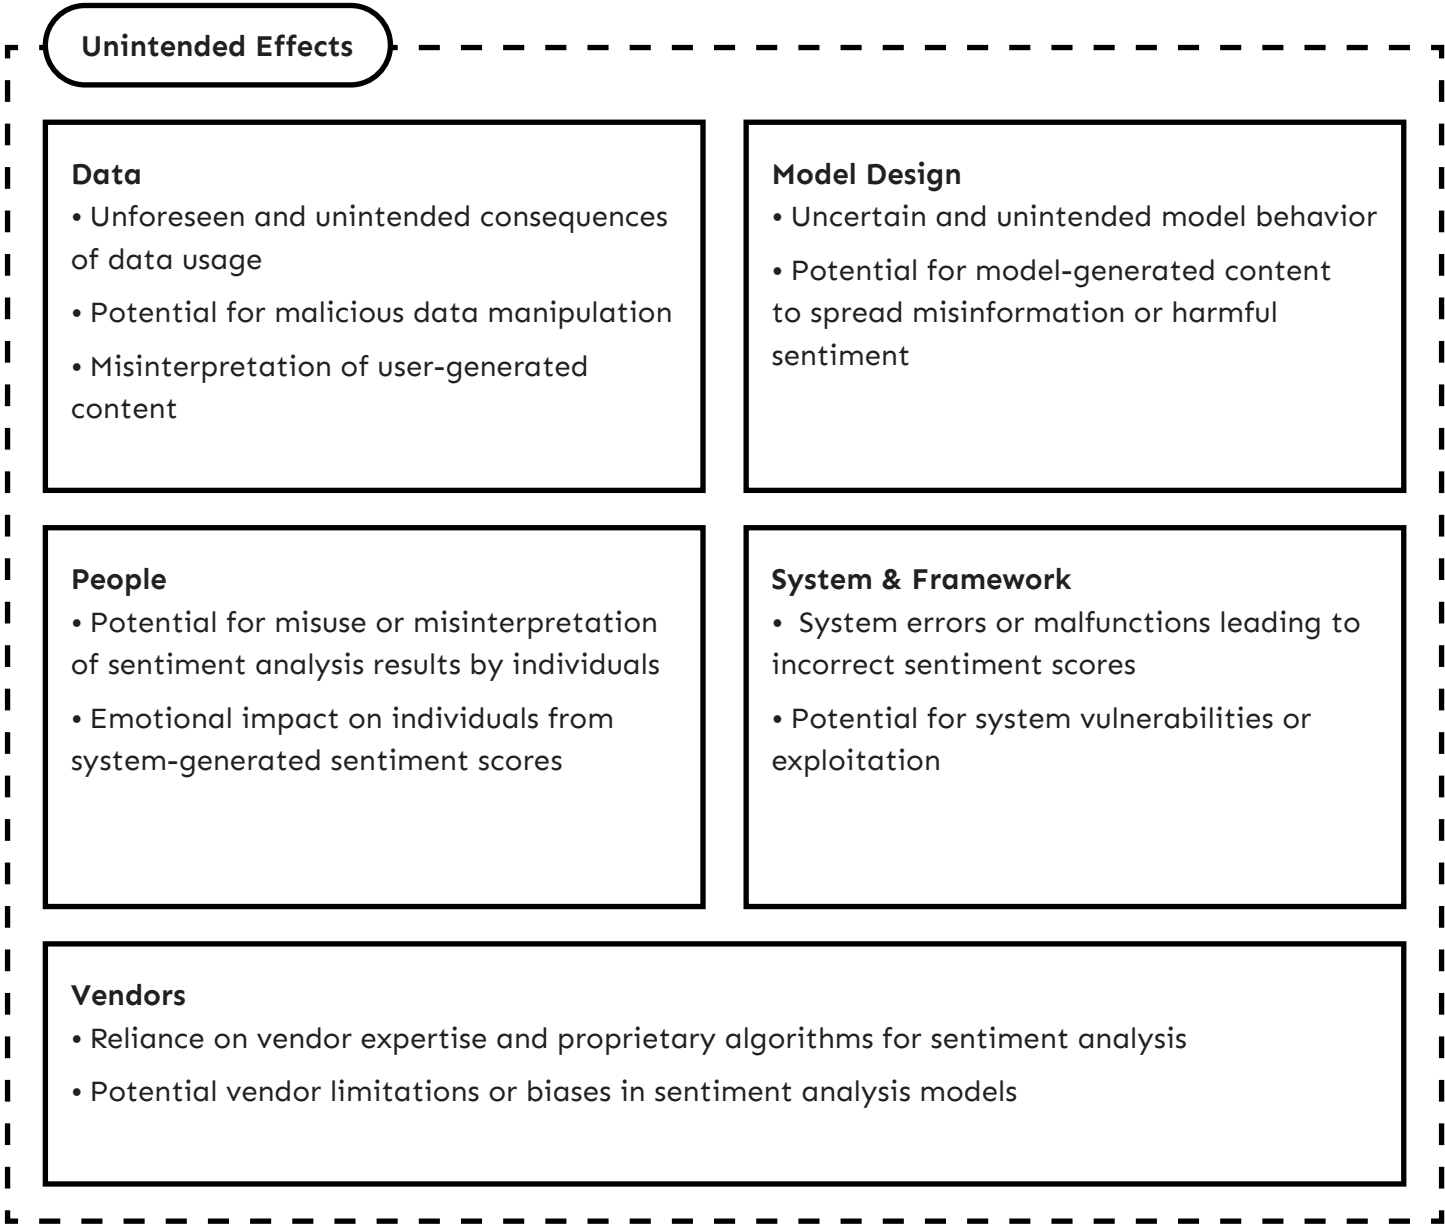 Unintended Effects
Data
• Unforeseen and unintended consequences
of data usage
• Potential for malicious data manipulation
• Misinterpretation of user-generated
content
Model Design
• Uncertain and unintended model behavior
• Potential for model-generated content
to spread misinformation or harmful
sentiment
People
• Potential for misuse or misinterpretation
of sentiment analysis results by individuals
• Emotional impact on individuals from
system-generated sentiment scores
System & Framework
•  System errors or malfunctions leading to
incorrect sentiment scores
• Potential for system vulnerabilities or
exploitation
Vendors
• Reliance on vendor expertise and proprietary algorithms for sentiment analysis
• Potential vendor limitations or biases in sentiment analysis models